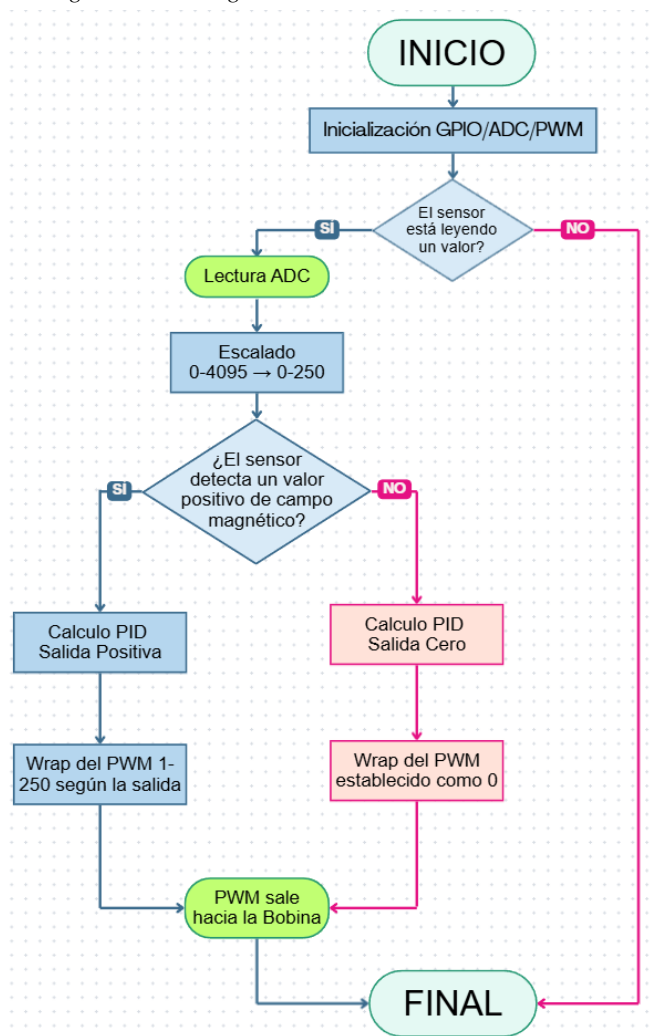 INICIO
Inicialización GPIO/ADC/PWM
El sensor
está leyendo
un valor?
SÍ
NO
Lectura ADC
Escalado
0-4095 → 0-250
¿El sensor
detecta un valor
positivo de campo
magnético?
SÍ
NO
Calculo PID
Salida Positiva
Calculo PID
Salida Cero
Wrap del PWM 1-
250 según la salida
Wrap del PWM
establecido como 0
PWM sale
hacia la Bobina
FINAL